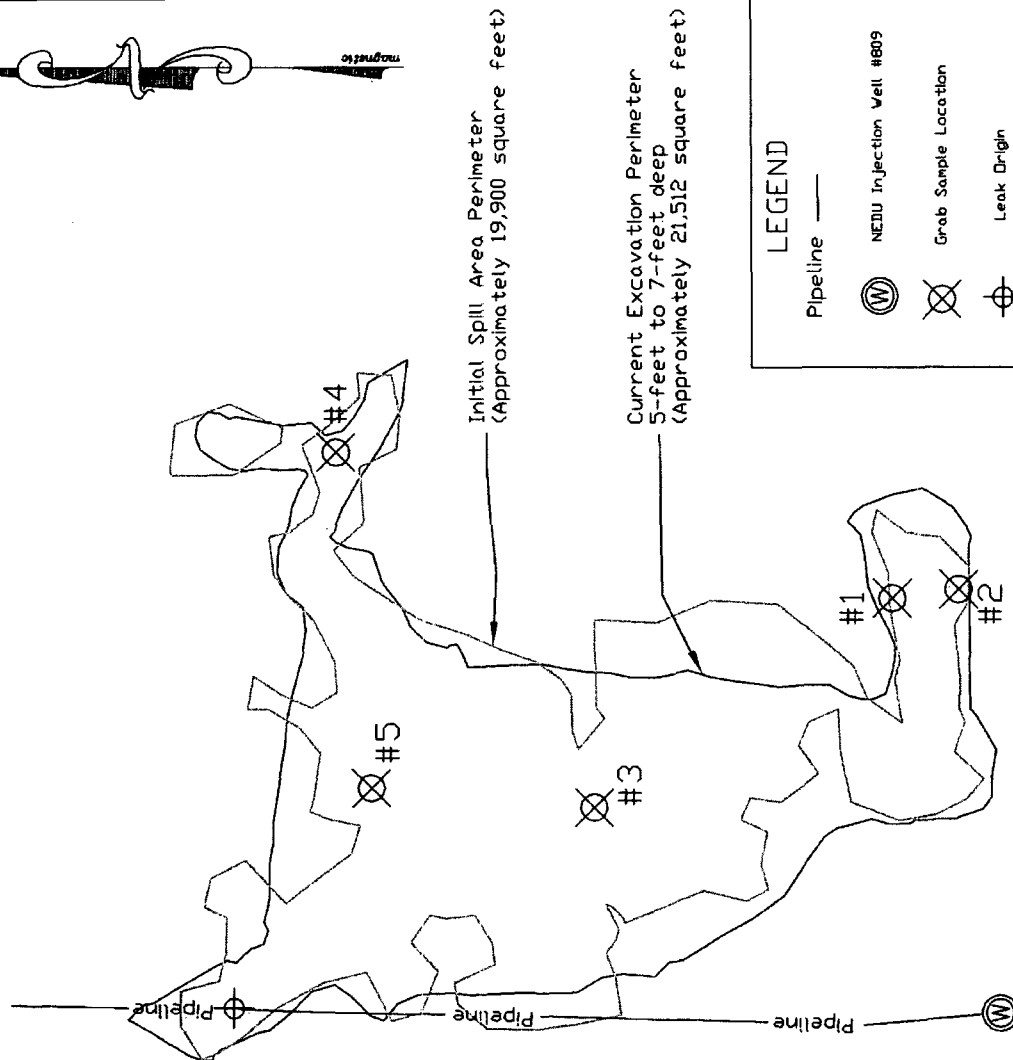 magnetic
Initial Spill Area Perimeter
(Approximately 19,900 square feet)
Current Excavation Perimeter
5-feet to 7-feet deep
(Approximately 21,512 square feet)
#4
#5
#3
#1
#2
Pipeline
Pipeline
Pipeline
W
LEGEND
Pipeline
W NEDU Injection Well #809
Grab Sample Location
Leak Origin